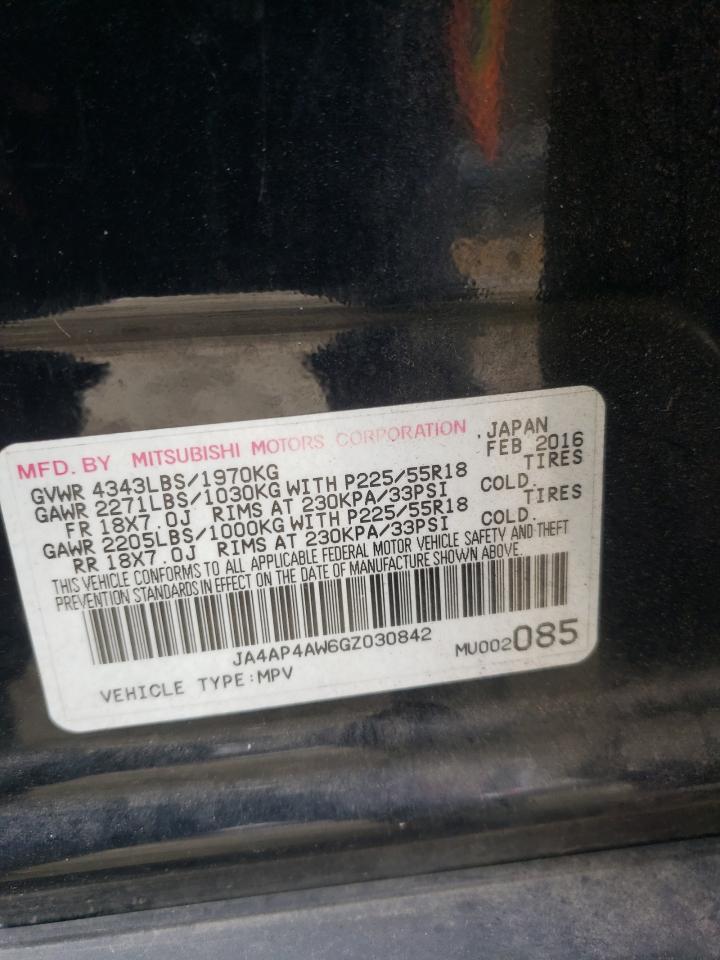 MFD. BY MITSUBISHI MOTORS CORPORATION, JAPAN
GVWR 4343LBS/1970KG FEB 2016
GAWR 2271LBS/1030KG WITH P225/55R18 TIRES
FR 18X7.0J RIMS AT 230KPA/33PSI COLD.
GAWR 2205LBS/1000KG WITH P225/55R18 TIRES
RR 18X7.0J RIMS AT 230KPA/33PSI COLD.
THIS VEHICLE CONFORMS TO ALL APPLICABLE FEDERAL MOTOR VEHICLE SAFETY AND THEFT
PREVENTION STANDARDS IN EFFECT ON THE DATE OF MANUFACTURE SHOWN ABOVE.
JA4AP4AW6GZ030842
VEHICLE TYPE:MPV MU002085